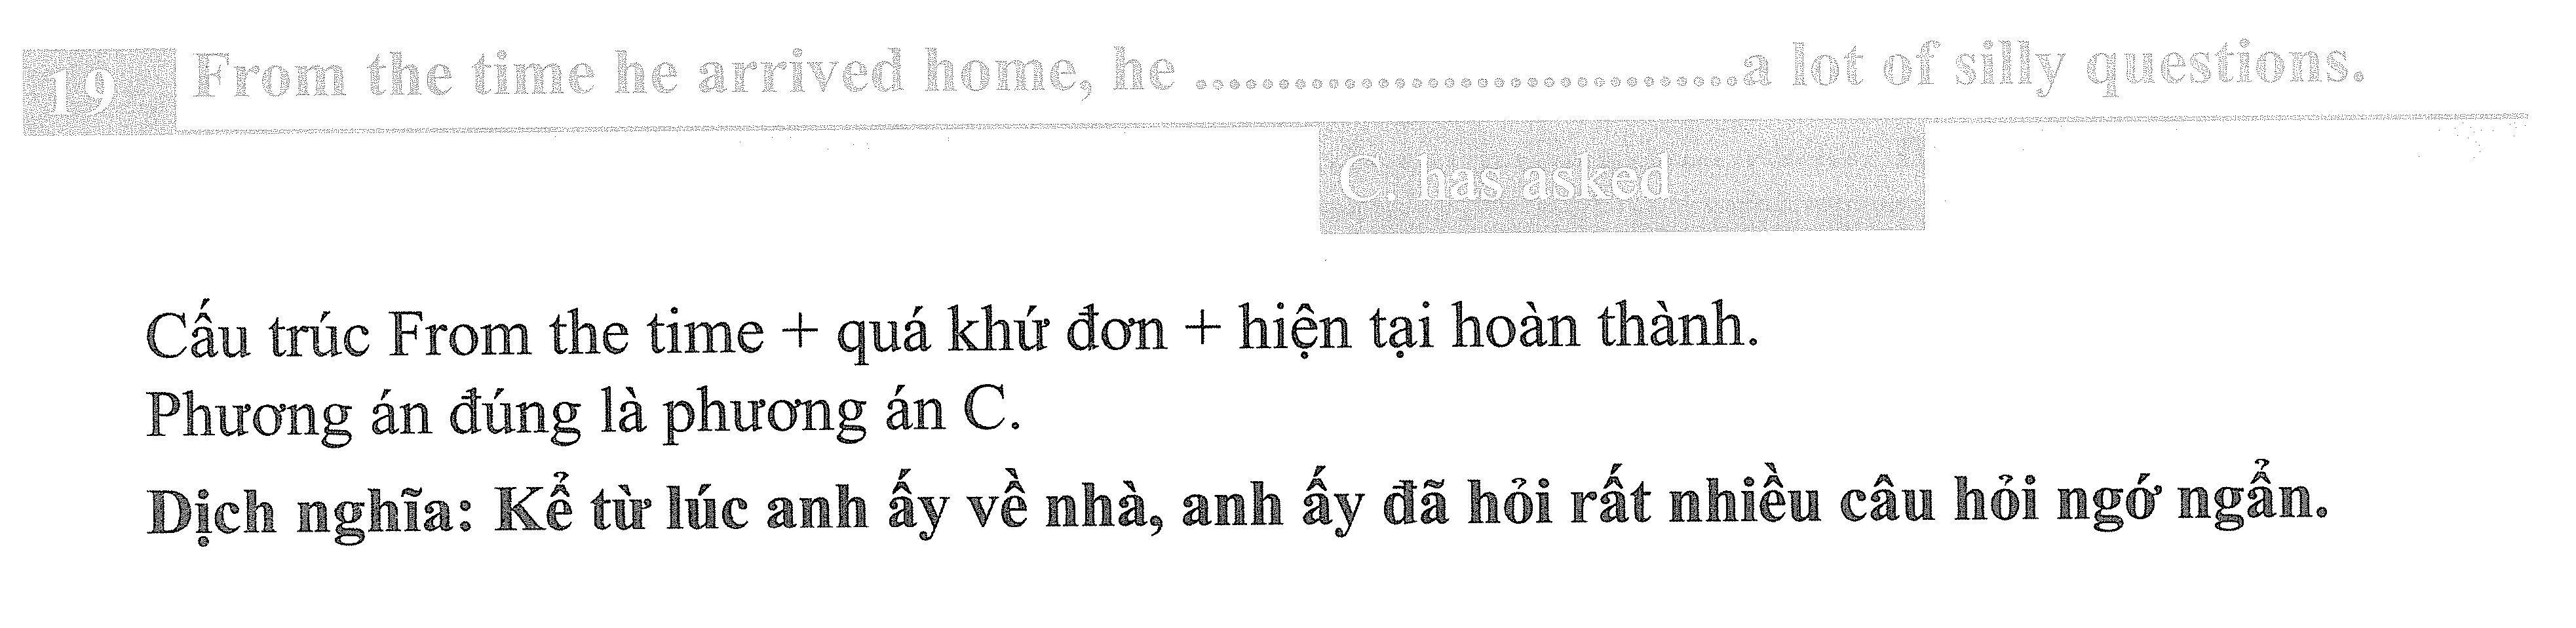 19 From the time he arrived home, he ................................a lot of silly questions.
C. has asked
Cấu trúc From the time + quá khứ đơn + hiện tại hoàn thành.
Phương án đúng là phương án C.
Dịch nghĩa: Kể từ lúc anh ấy về nhà, anh ấy đã hỏi rất nhiều câu hỏi ngớ ngẩn.